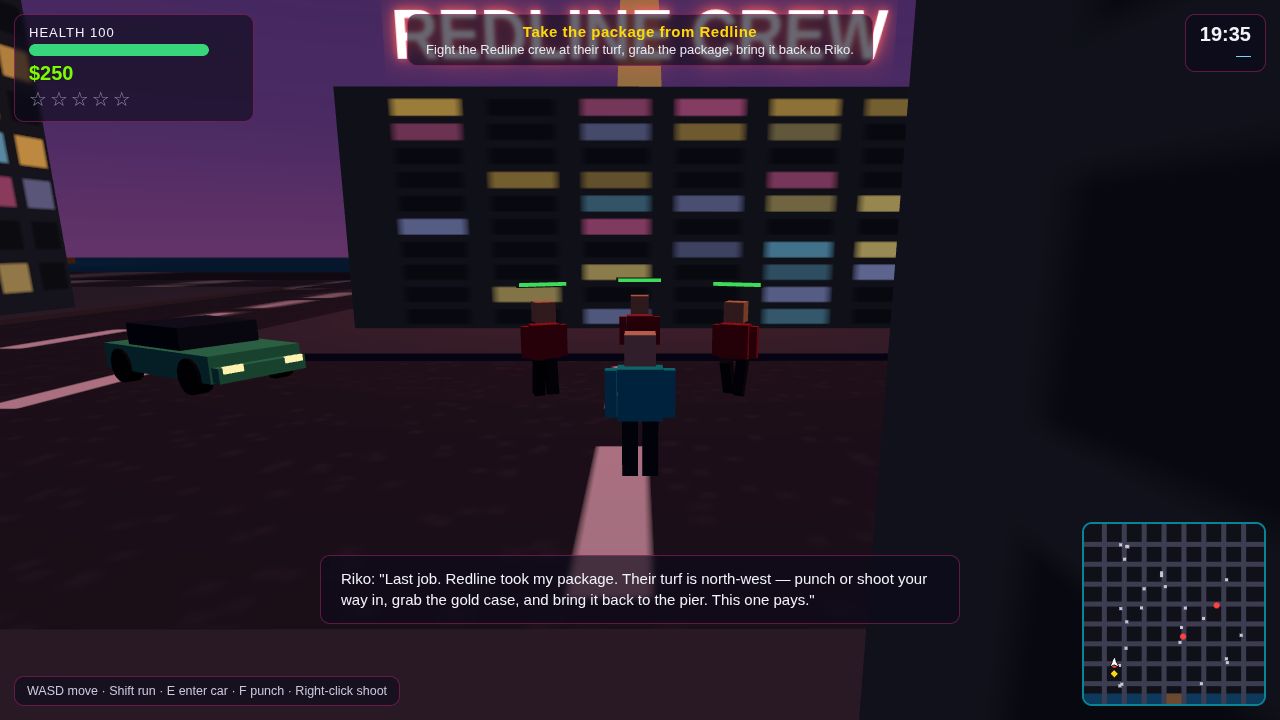 HEALTH 100
$250
☆☆☆☆☆
REDLINE CREW
Take the package from Redline
Fight the Redline crew at their turf, grab the package, bring it back to Riko.
19:35
—
Riko: "Last job. Redline took my package. Their turf is north-west — punch or shoot your
way in, grab the gold case, and bring it back to the pier. This one pays."
WASD move · Shift run · E enter car · F punch · Right-click shoot